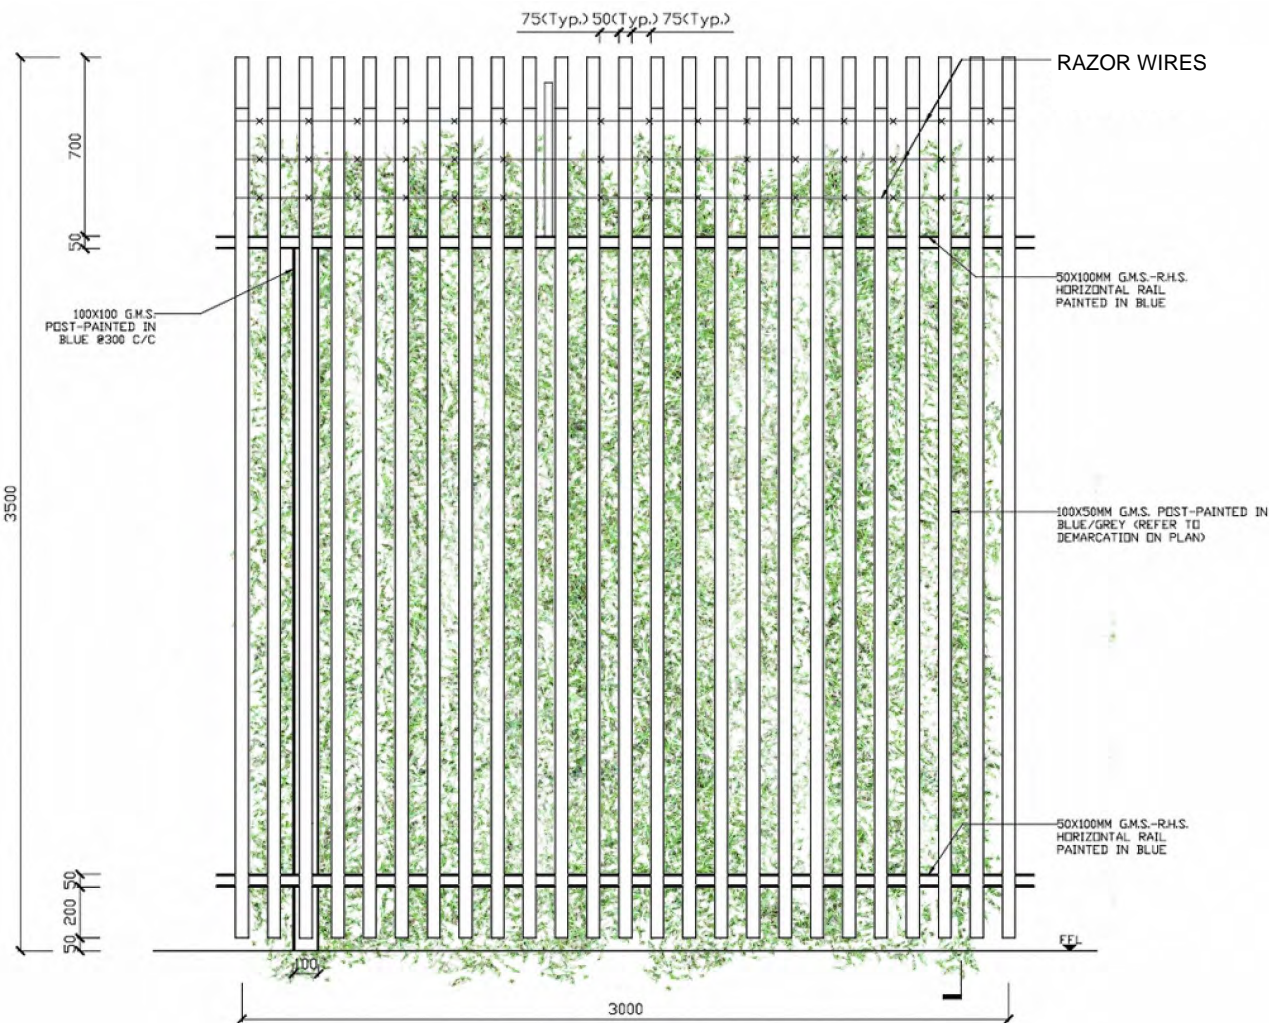 75(Typ.) 50(Typ.) 75(Typ.)
RAZOR WIRES
700
50
50X100MM G.M.S.-R.H.S.
HORIZONTAL RAIL
PAINTED IN BLUE
100X100 G.M.S.
POST-PAINTED IN
BLUE @300 C/C
3500
100X50MM G.M.S. POST-PAINTED IN
BLUE/GREY (REFER TO
DEMARCATION ON PLAN)
50X100MM G.M.S.-R.H.S.
HORIZONTAL RAIL
PAINTED IN BLUE
50
200
50
FFL
100
3000